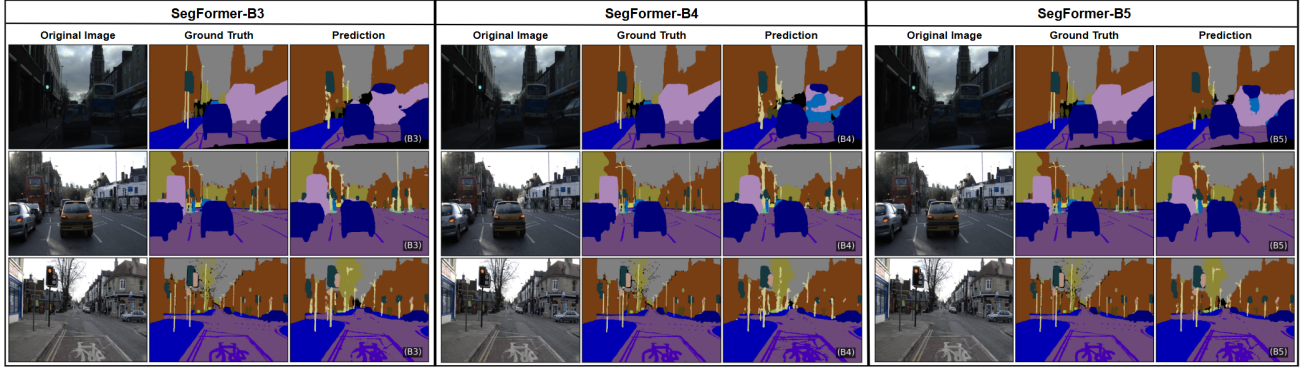 SegFormer-B3 SegFormer-B4 SegFormer-B5
Original Image Ground Truth Prediction Original Image Ground Truth Prediction Original Image Ground Truth Prediction
(B3) (B4) (B5)
(B3) (B4) (B5)
(B3) (B4) (B5)